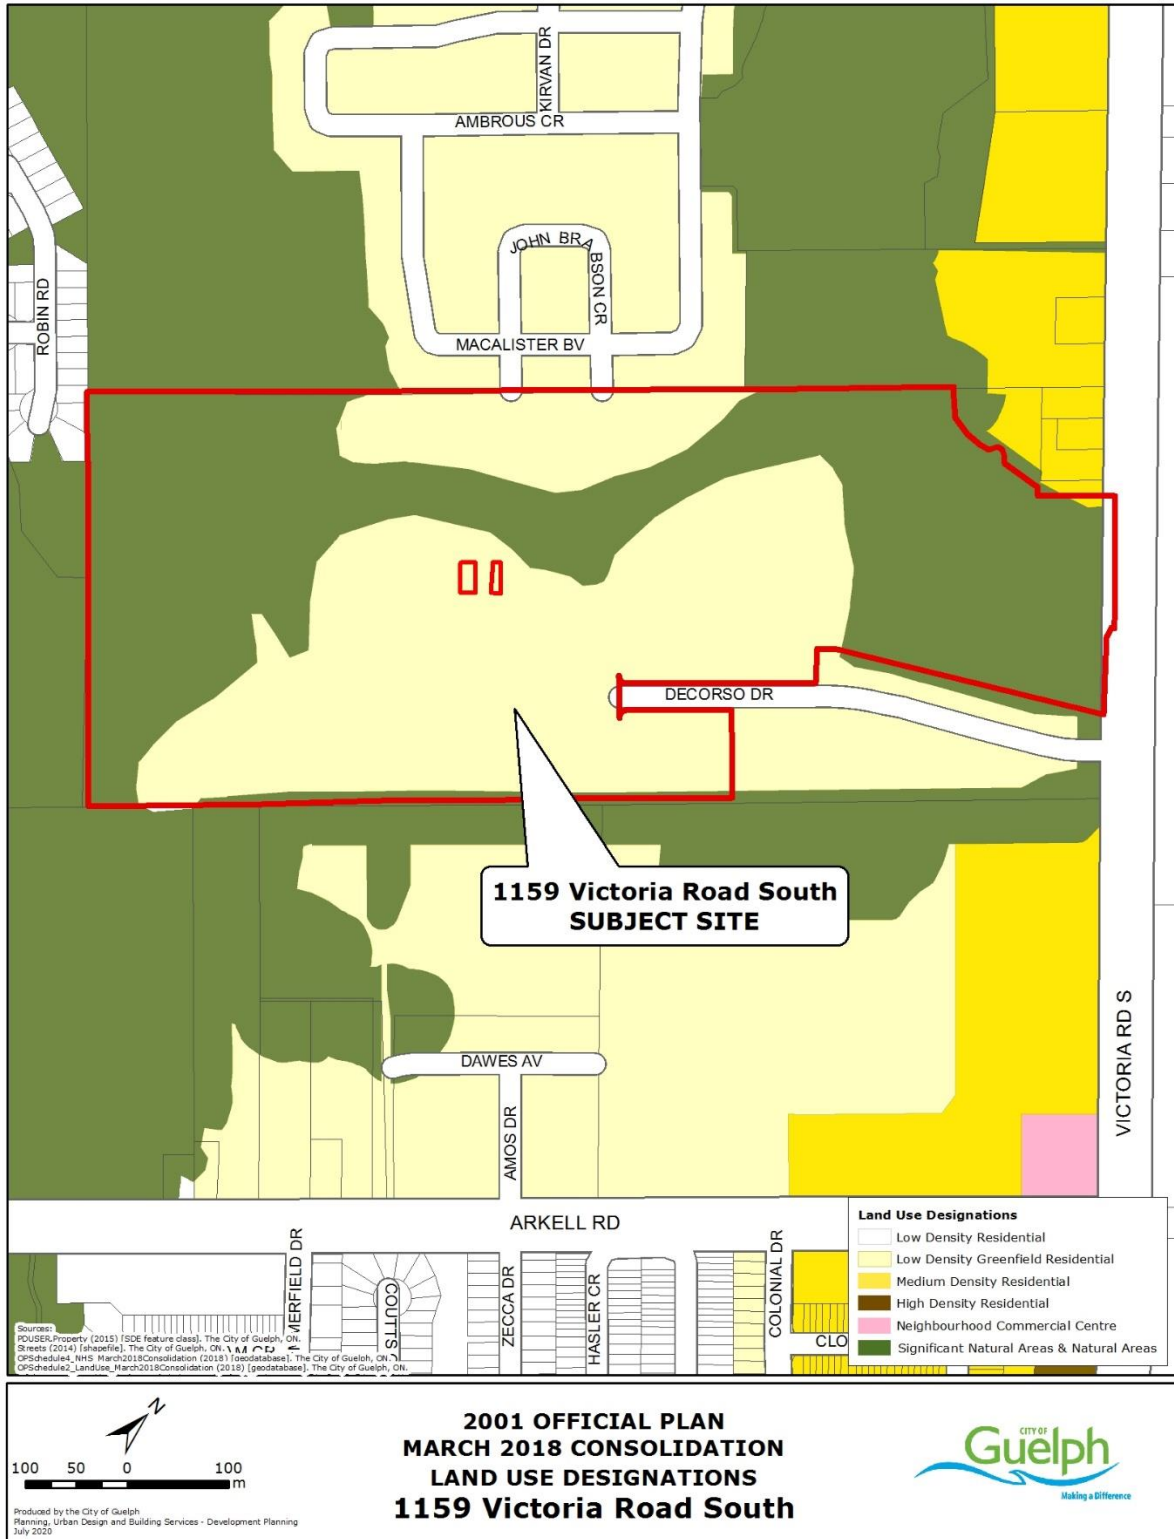 KIRVAN DR
AMBROUS CR
JOHN BRA
BSON CR
ROBIN RD
MACALISTER BV
DECORSO DR
1159 Victoria Road South
SUBJECT SITE
VICTORIA RD S
DAWES AV
AMOS DR
ARKELL RD
MERFIELD DR
COUTTS C
ZECCA DR
HASLER CR
COLONIAL DR
CLO
Land Use Designations
Low Density Residential
Low Density Greenfield Residential
Medium Density Residential
High Density Residential
Neighbourhood Commercial Centre
Significant Natural Areas & Natural Areas
Sources:
PDUSER.Property (2015) [SDE feature class]. The City of Guelph, ON.
Streets (2014) [shapefile]. The City of Guelph, ON.
OPSchedule4_NHS_March2018Consolidation (2018) [geodatabase]. The City of Guelph, ON.
OPSchedule2_LandUse_March2018Consolidation (2018) [geodatabase]. The City of Guelph, ON.
N
100 50 0 100
m
Produced by the City of Guelph
Planning, Urban Design and Building Services - Development Planning
July 2020
2001 OFFICIAL PLAN
MARCH 2018 CONSOLIDATION
LAND USE DESIGNATIONS
1159 Victoria Road South
CITY OF
Guelph
Making a Difference